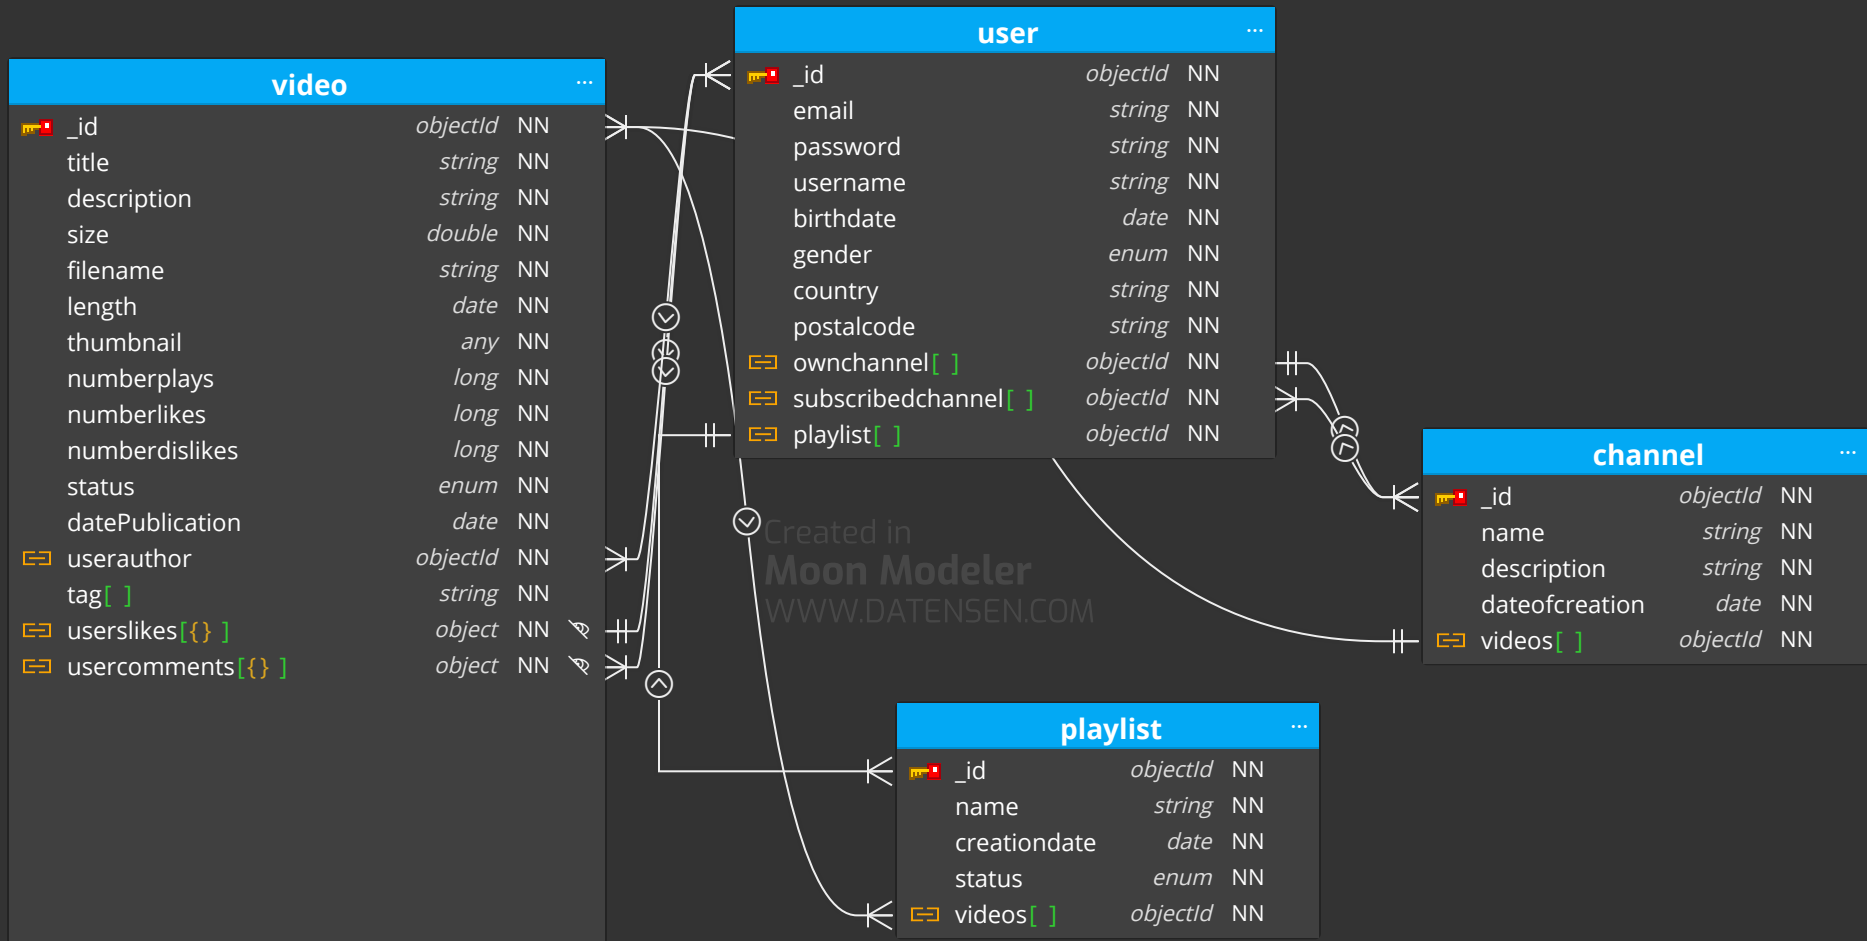 video ...
_id objectId NN
title string NN
description string NN
size double NN
filename string NN
length date NN
thumbnail any NN
numberplays long NN
numberlikes long NN
numberdislikes long NN
status enum NN
datePublication date NN
userauthor objectId NN
tag[ ] string NN
userslikes[{} ] object NN
usercomments[{} ] object NN
user ...
_id objectId NN
email string NN
password string NN
username string NN
birthdate date NN
gender enum NN
country string NN
postalcode string NN
ownchannel[ ] objectId NN
subscribedchannel[ ] objectId NN
playlist[ ] objectId NN
channel ...
_id objectId NN
name string NN
description string NN
dateofcreation date NN
videos[ ] objectId NN
Created in
Moon Modeler
WWW.DATENSEN.COM
playlist ...
_id objectId NN
name string NN
creationdate date NN
status enum NN
videos[ ] objectId NN